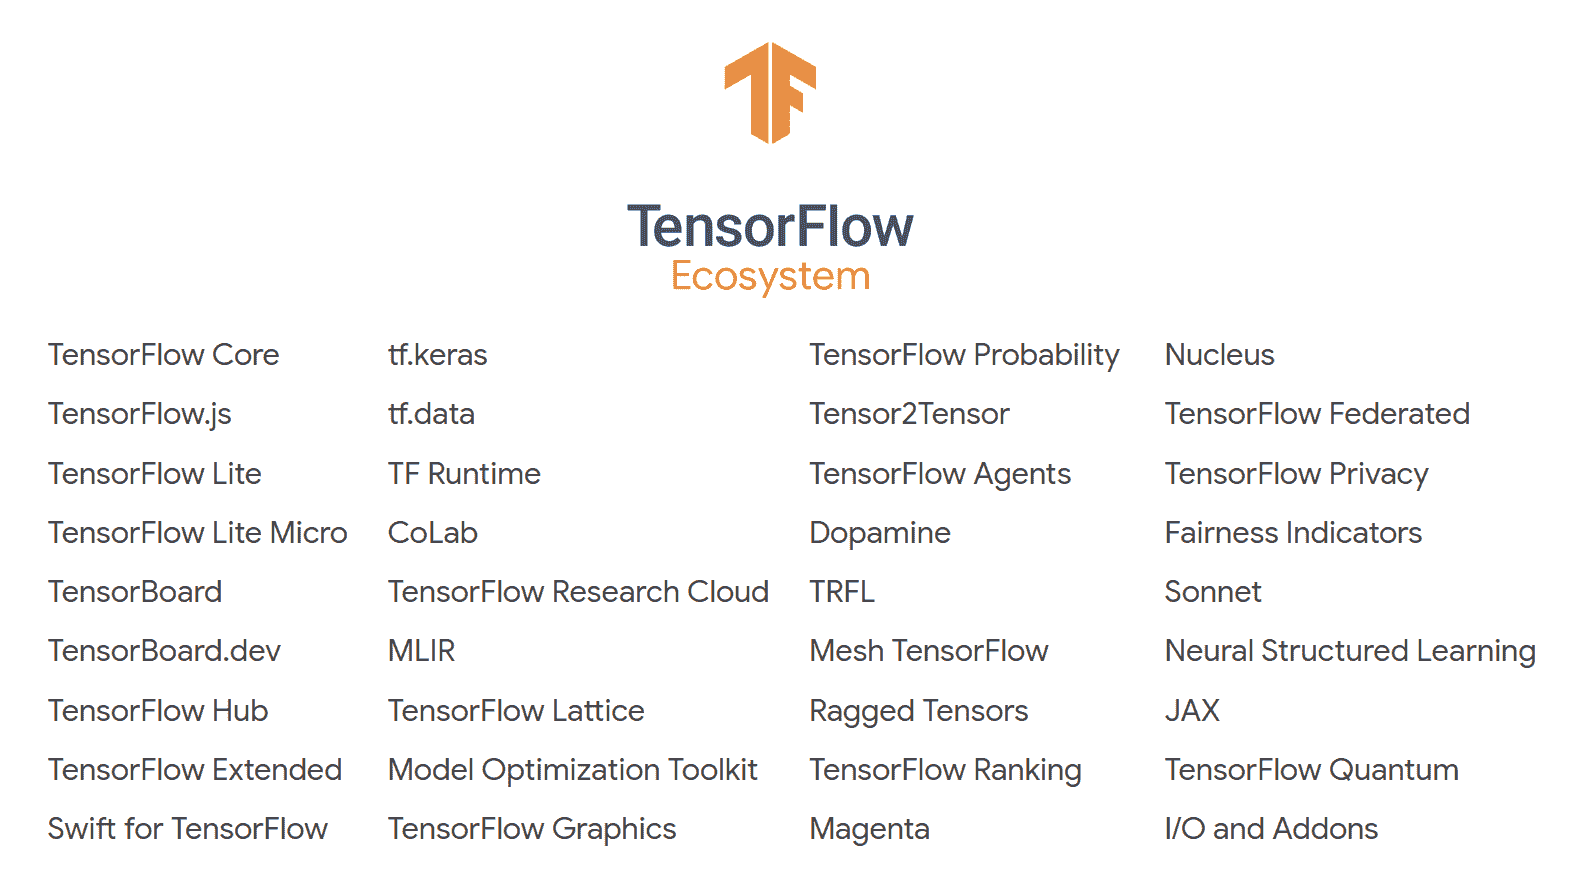 TF
TensorFlow
Ecosystem
TensorFlow Core
TensorFlow.js
TensorFlow Lite
TensorFlow Lite Micro
TensorBoard
TensorBoard.dev
TensorFlow Hub
TensorFlow Extended
Swift for TensorFlow
tf.keras
tf.data
TF Runtime
CoLab
TensorFlow Research Cloud
MLIR
TensorFlow Lattice
Model Optimization Toolkit
TensorFlow Graphics
TensorFlow Probability
Tensor2Tensor
TensorFlow Agents
Dopamine
TRFL
Mesh TensorFlow
Ragged Tensors
TensorFlow Ranking
Magenta
Nucleus
TensorFlow Federated
TensorFlow Privacy
Fairness Indicators
Sonnet
Neural Structured Learning
JAX
TensorFlow Quantum
I/O and Addons